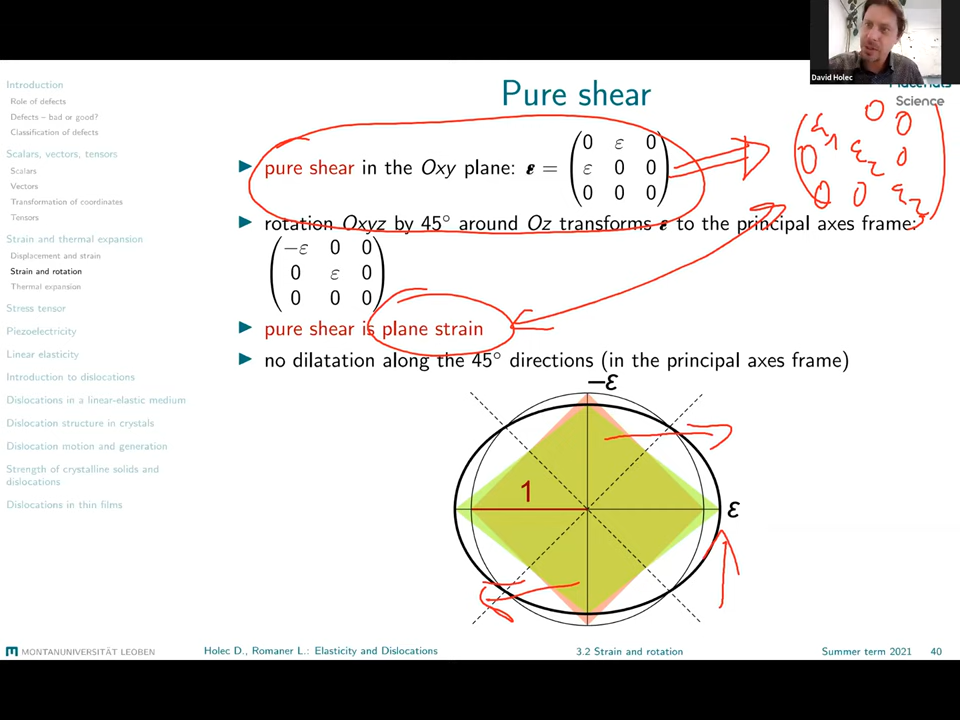 David Holec
Materials
Science
Introduction
Role of defects
Defects – bad or good?
Classification of defects
Scalars, vectors, tensors
Scalars
Vectors
Transformation of coordinates
Tensors
Strain and thermal expansion
Displacement and strain
Strain and rotation
Thermal expansion
Stress tensor
Piezoelectricity
Linear elasticity
Introduction to dislocations
Dislocations in a linear-elastic medium
Dislocation structure in crystals
Dislocation motion and generation
Strength of crystalline solids and
dislocations
Dislocations in thin films
Pure shear
pure shear in the Oxy plane: ε =
0 ε 0
ε 0 0
0 0 0
0 0
0 0
0 0
rotation Oxyz by 45° around Oz transforms ε to the principal axes frame:
−ε 0 0
0 ε 0
0 0 0
pure shear is plane strain
no dilatation along the 45° directions (in the principal axes frame)
−ε
1
ε
MONTANUNIVERSITÄT LEOBEN
Holec D., Romaner L.: Elasticity and Dislocations
3.2 Strain and rotation
Summer term 2021 40